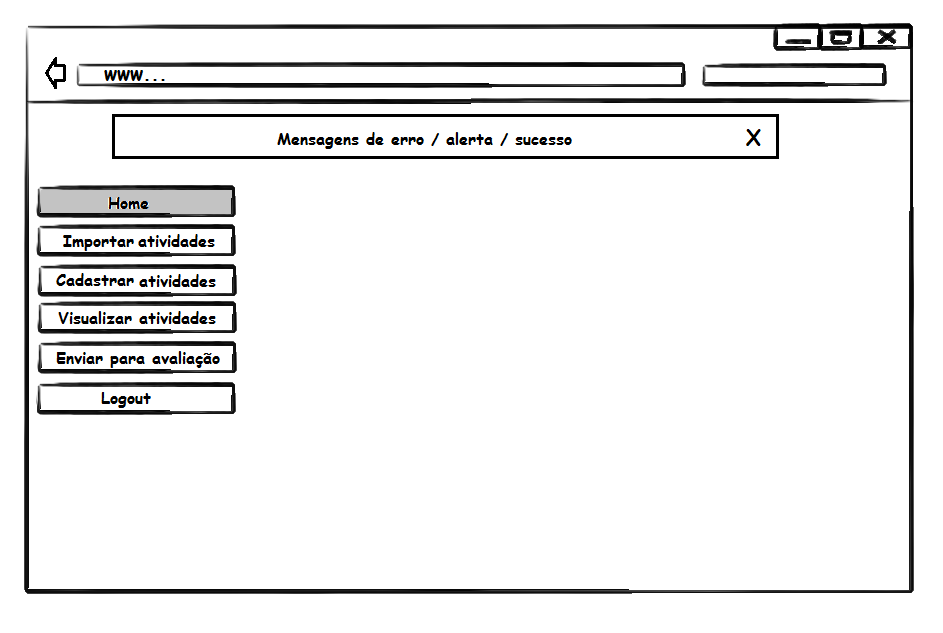 www...
Mensagens de erro / alerta / sucesso X
Home
Importar atividades
Cadastrar atividades
Visualizar atividades
Enviar para avaliação
Logout